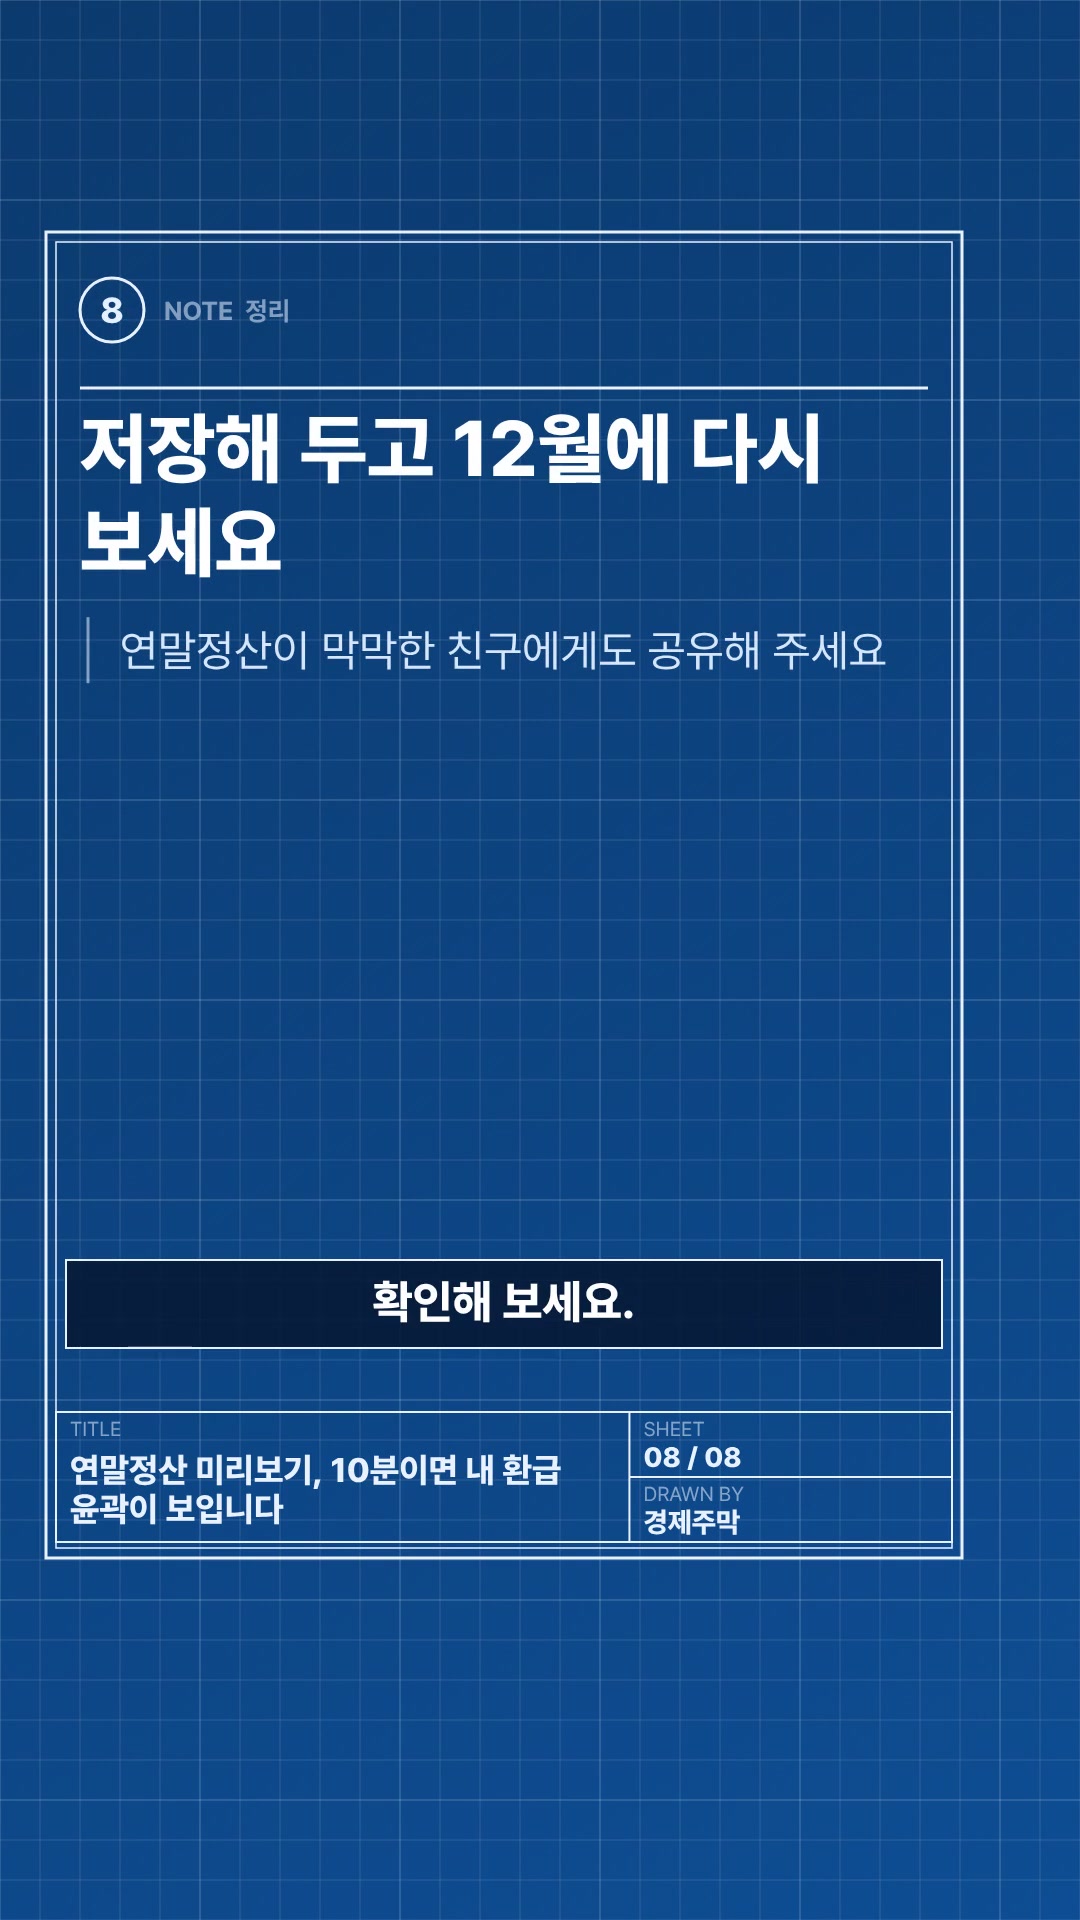 8 NOTE 정리
저장해 두고 12월에 다시
보세요
연말정산이 막막한 친구에게도 공유해 주세요
확인해 보세요.
TITLE
연말정산 미리보기, 10분이면 내 환급
윤곽이 보입니다
SHEET
08 / 08
DRAWN BY
경제주막